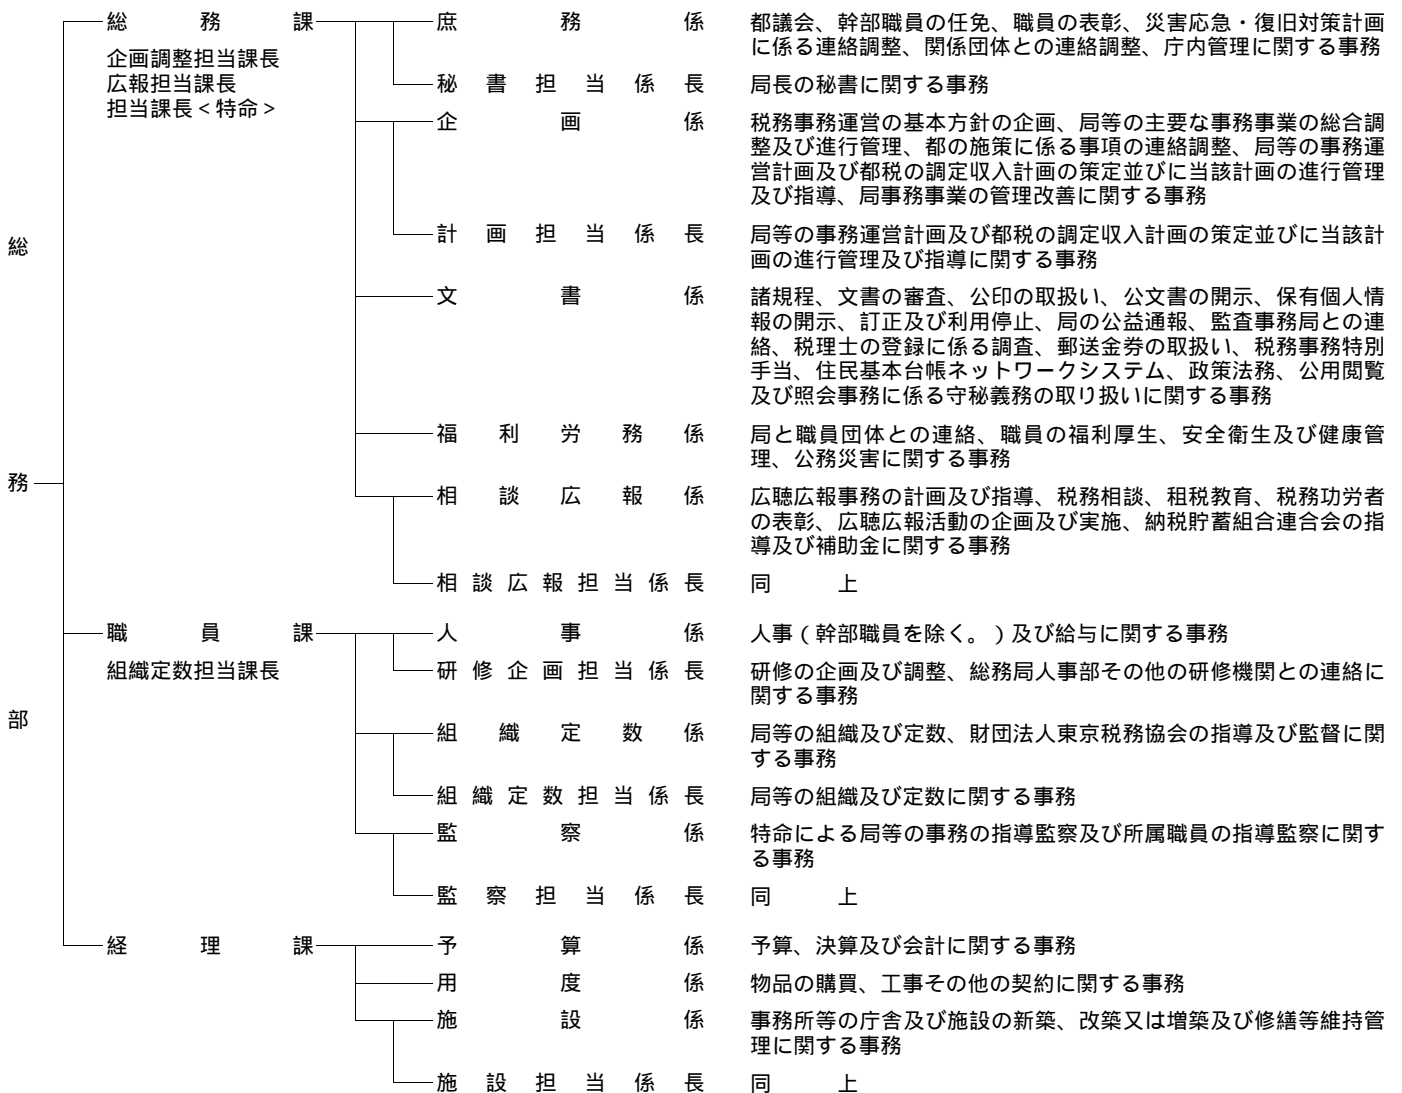 総務部
総務課
企画調整担当課長
広報担当課長
担当課長<特命>
庶務係
都議会、幹部職員の任免、職員の表彰、災害応急・復旧対策計画
に係る連絡調整、関係団体との連絡調整、庁内管理に関する事務
秘書担当係長
局長の秘書に関する事務
企画係
税務事務運営の基本方針の企画、局等の主要な事務事業の総合調
整及び進行管理、都の施策に係る事項の連絡調整、局等の事務運
営計画及び都税の調定収入計画の策定並びに当該計画の進行管理
及び指導、局事務事業の管理改善に関する事務
計画担当係長
局等の事務運営計画及び都税の調定収入計画の策定並びに当該計
画の進行管理及び指導に関する事務
文書係
諸規程、文書の審査、公印の取扱い、公文書の開示、保有個人情
報の開示、訂正及び利用停止、局の公益通報、監査事務局との連
絡、税理士の登録に係る調査、郵送金券の取扱い、税務事務特別
手当、住民基本台帳ネットワークシステム、政策法務、公用閲覧
及び照会事務に係る守秘義務の取り扱いに関する事務
福利労務係
局と職員団体との連絡、職員の福利厚生、安全衛生及び健康管
理、公務災害に関する事務
相談広報係
広聴広報事務の計画及び指導、税務相談、租税教育、税務功労者
の表彰、広聴広報活動の企画及び実施、納税貯蓄組合連合会の指
導及び補助金に関する事務
相談広報担当係長
同上
職員課
組織定数担当課長
人事係
人事(幹部職員を除く。)及び給与に関する事務
研修企画担当係長
研修の企画及び調整、総務局人事部その他の研修機関との連絡に
関する事務
組織定数係
局等の組織及び定数、財団法人東京税務協会の指導及び監督に関
する事務
組織定数担当係長
局等の組織及び定数に関する事務
監察係
特命による局等の事務の指導監察及び所属職員の指導監察に関す
る事務
監察担当係長
同上
経理課
予算係
予算、決算及び会計に関する事務
用度係
物品の購買、工事その他の契約に関する事務
施設係
事務所等の庁舎及び施設の新築、改築又は増築及び修繕等維持管
理に関する事務
施設担当係長
同上